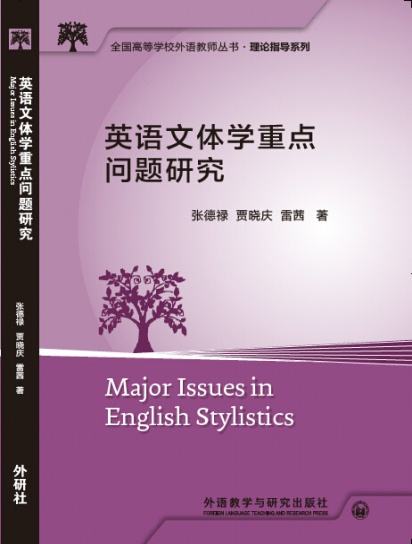 英语文体学重点问题研究
Major Issues in English Stylistics
张德禄 贾晓庆 雷茜 著
外研社
全国高等学校外语教师丛书·理论指导系列
英语文体学重点
问题研究
张德禄 贾晓庆 雷茜 著
Major Issues in
English Stylistics
外语教学与研究出版社
FOREIGN LANGUAGE TEACHING AND RESEARCH PRESS